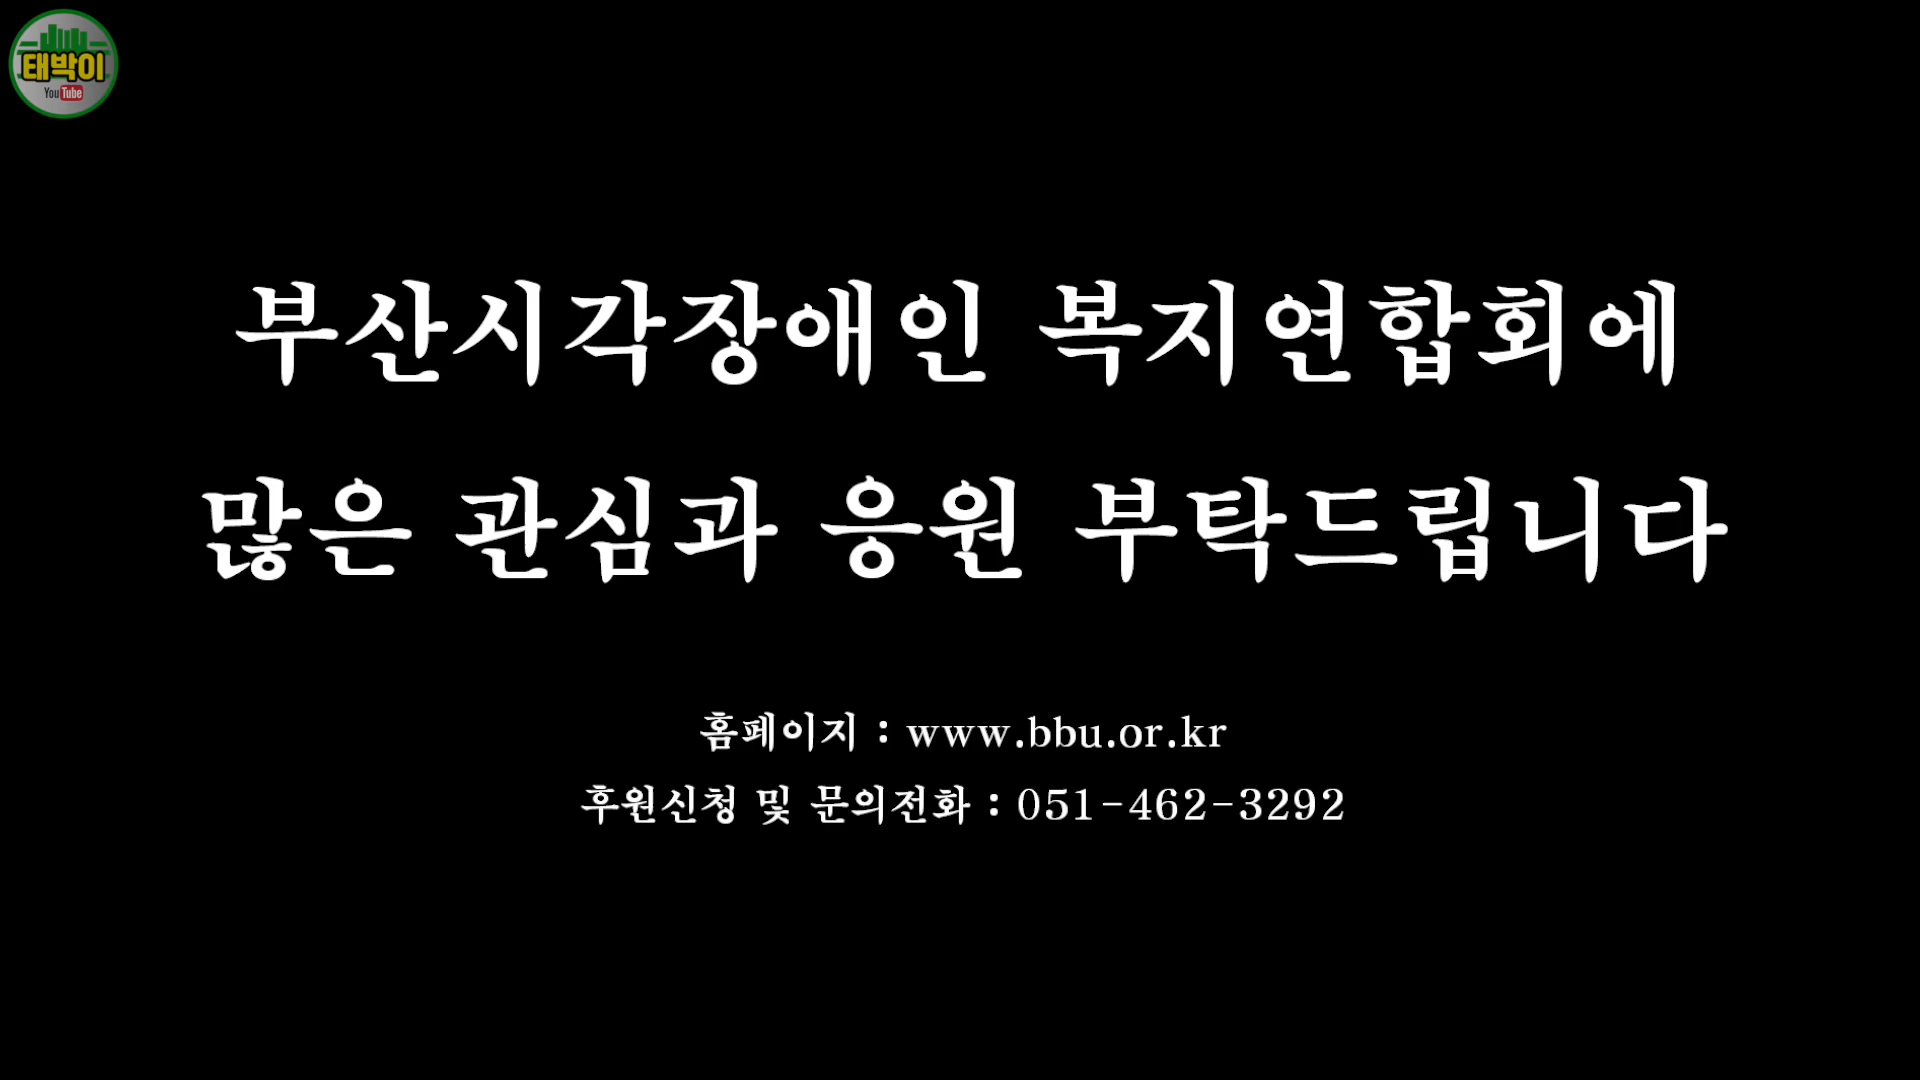 태박이
YouTube
부산시각장애인 복지연합회에
많은 관심과 응원 부탁드립니다
홈페이지 : www.bbu.or.kr
후원신청 및 문의전화 : 051-462-3292